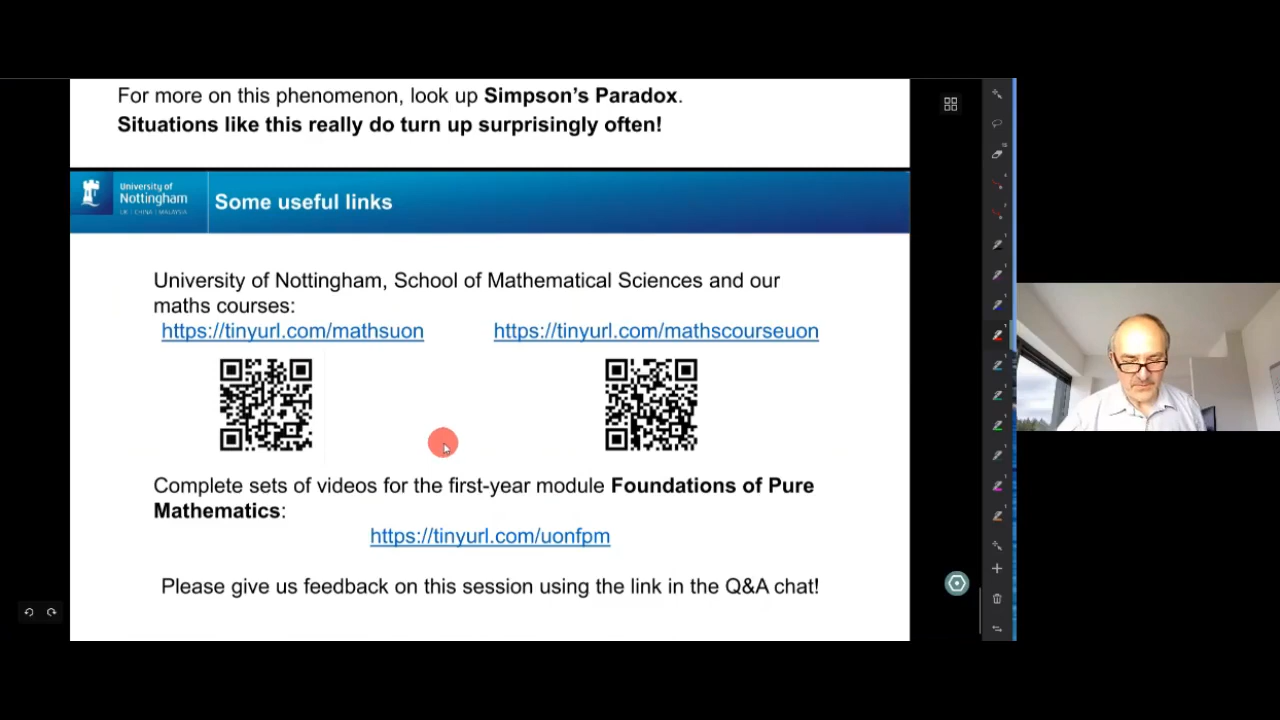 For more on this phenomenon, look up Simpson's Paradox.
Situations like this really do turn up surprisingly often!
University of
Nottingham
UK | CHINA | MALAYSIA
Some useful links
University of Nottingham, School of Mathematical Sciences and our
maths courses:
https://tinyurl.com/mathsuon
https://tinyurl.com/mathscourseuon
Complete sets of videos for the first-year module Foundations of Pure
Mathematics:
https://tinyurl.com/uonfpm
Please give us feedback on this session using the link in the Q&A chat!